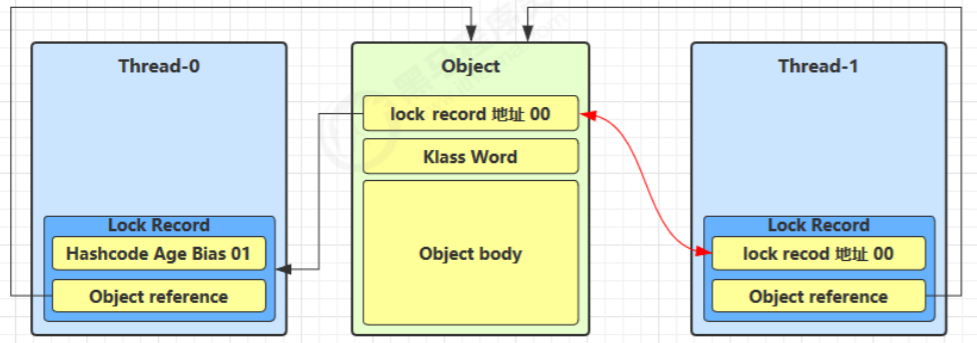 Thread-0
Lock Record
Hashcode Age Bias 01
Object reference
Object
lock record 地址 00
Klass Word
Object body
Thread-1
Lock Record
lock recod 地址 00
Object reference